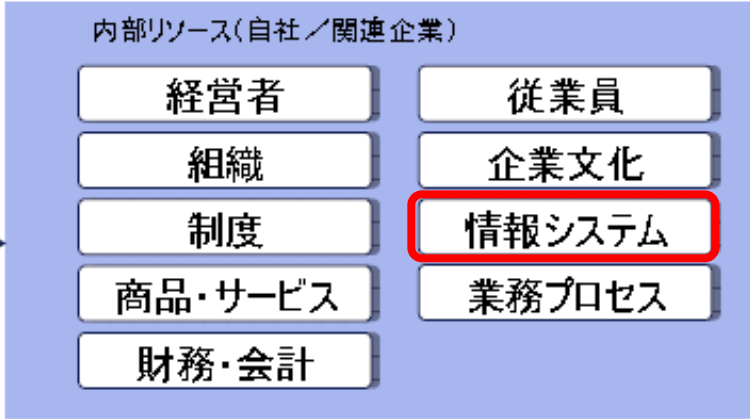 内部リソース(自社／関連企業)
経営者
従業員
組織
企業文化
制度
情報システム
商品・サービス
業務プロセス
財務・会計